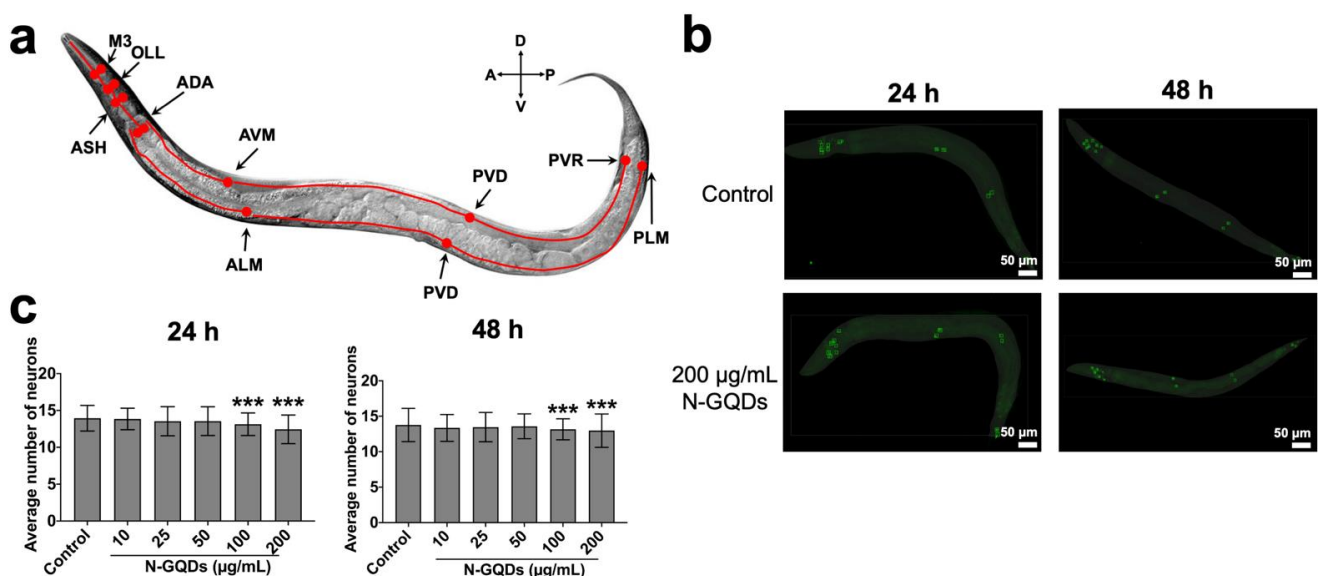 a
M3
OLL
ADA
ASH
AVM
ALM
PVD
PVD
PVR
PLM
D
A
P
V
b
24 h
48 h
Control
50 µm
50 µm
200 µg/mL
N-GQDs
50 µm
50 µm
c
24 h
Average number of neurons
20
15
10
5
0
***
***
Control
10
25
50
100
200
N-GQDs (µg/mL)
48 h
Average number of neurons
20
15
10
5
0
***
***
Control
10
25
50
100
200
N-GQDs (µg/mL)